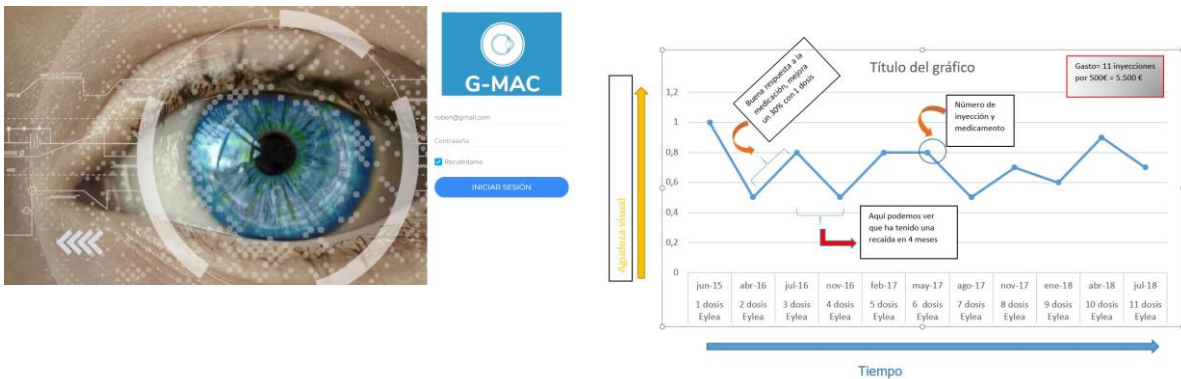 G-MAC
ruben@gmail.com
Contraseña
Recuérdame
INICIAR SESIÓN
Título del gráfico
Gasto= 11 inyecciones
por 500€ = 5.500 €
Buena respuesta a la
medicación, mejora
un 30% con 1 dosis
Número de
inyección y
medicamento
Aquí podemos ver
que ha tenido una
recaída en 4 meses
Agudeza visual
1,2
1
0,8
0,6
0,4
0,2
0
jun-15 abr-16 jul-16 nov-16 feb-17 may-17 ago-17 nov-17 ene-18 abr-18 jul-18
1 dosis 2 dosis 3 dosis 4 dosis 5 dosis 6 dosis 7 dosis 8 dosis 9 dosis 10 dosis 11 dosis
Eylea Eylea Eylea Eylea Eylea Eylea Eylea Eylea Eylea Eylea Eylea
Tiempo